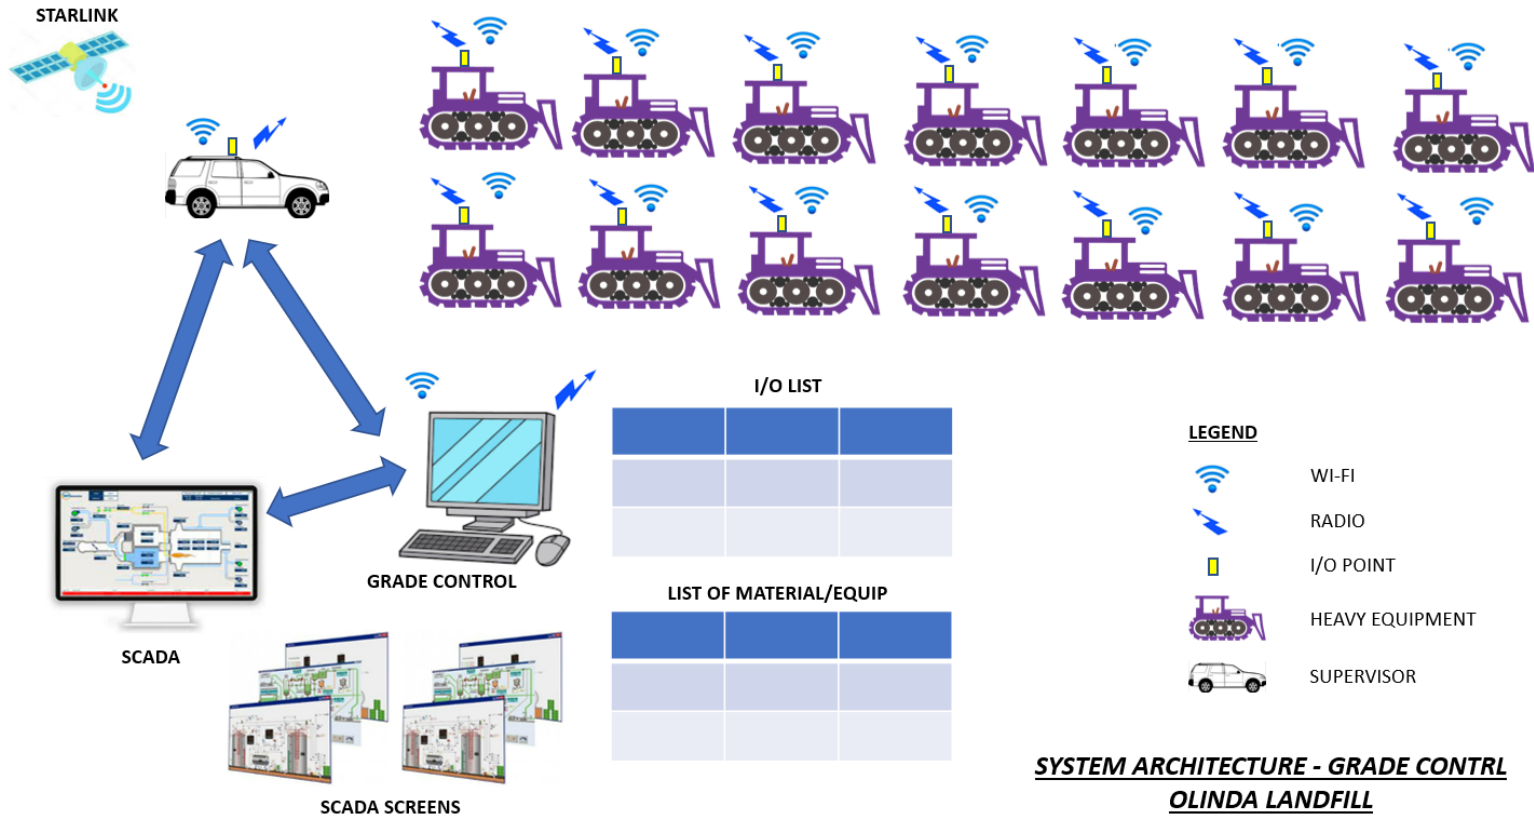 STARLINK
I/O LIST
LEGEND
WI-FI
RADIO
I/O POINT
GRADE CONTROL
LIST OF MATERIAL/EQUIP
HEAVY EQUIPMENT
SCADA
SUPERVISOR
SYSTEM ARCHITECTURE - GRADE CONTRL
OLINDA LANDFILL
SCADA SCREENS